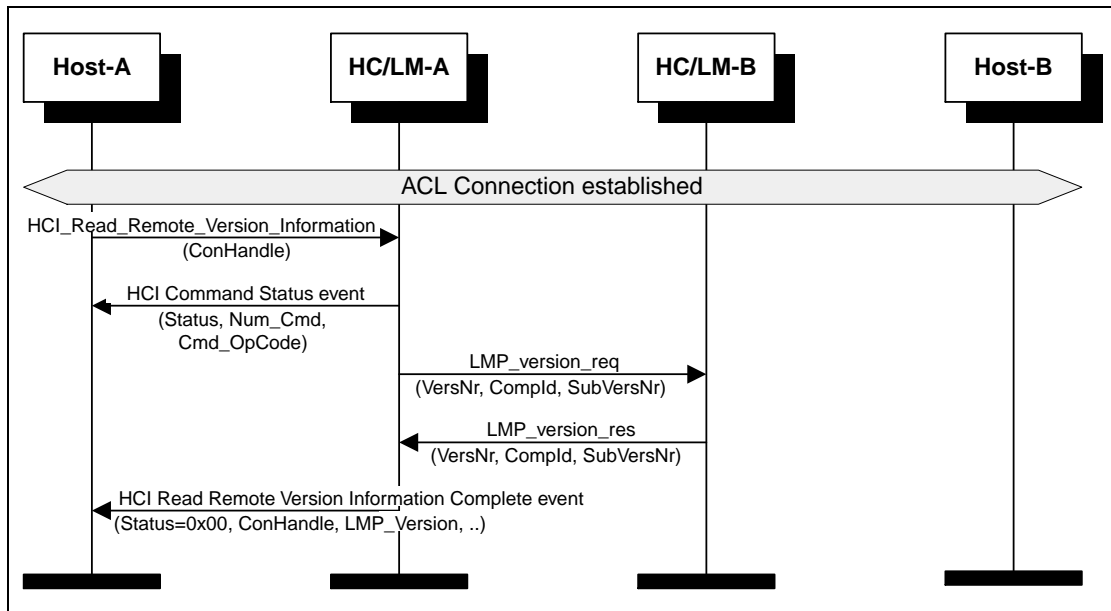 Host-A
HC/LM-A
HC/LM-B
Host-B
ACL Connection established
HCI_Read_Remote_Version_Information
(ConHandle)
HCI Command Status event
(Status, Num_Cmd,
Cmd_OpCode)
LMP_version_req
(VersNr, CompId, SubVersNr)
LMP_version_res
(VersNr, CompId, SubVersNr)
HCI Read Remote Version Information Complete event
(Status=0x00, ConHandle, LMP_Version, ..)